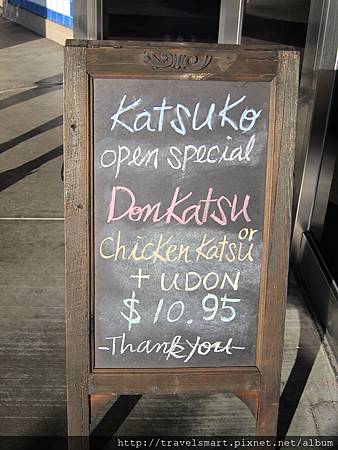 Katsuko
open special
Donkatsu
or
Chicken Katsu
+ UDON
$10.95
-Thank you-
http://travelsmart.pixnet.net/album